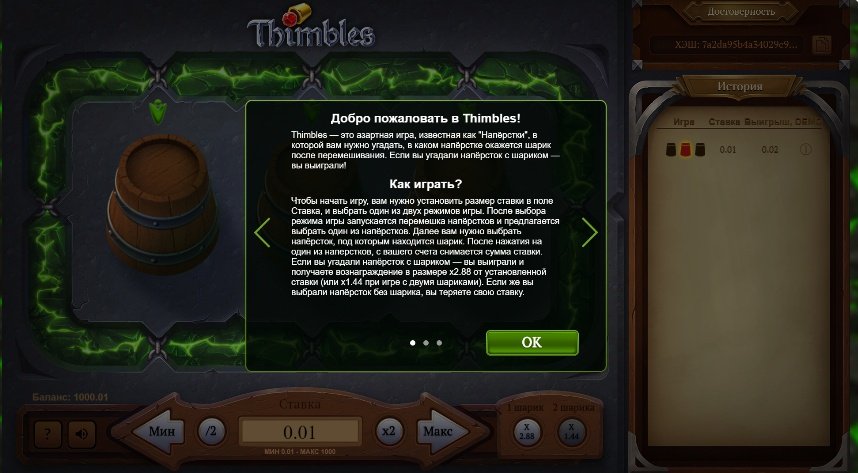 Thimbles
Достоверность
ХЭШ: 7a2da95b4a34029c9...
История
Игра Ставка Выигрыш, DEMO
0.01 0.02
Добро пожаловать в Thimbles!
Thimbles — это азартная игра, известная как "Напёрстки", в
которой вам нужно угадать, в каком напёрстке окажется шарик
после перемешивания. Если вы угадали напёрсток с шариком —
вы выиграли!
Как играть?
Чтобы начать игру, вам нужно установить размер ставки в поле
Ставка, и выбрать один из двух режимов игры. После выбора
режима игры запускается перемешка напёрстков и предлагается
выбрать один из напёрстков. Далее вам нужно выбрать
напёрсток, под которым находится шарик. После нажатия на
один из наперстков, с вашего счета снимается сумма ставки.
Если вы угадали напёрсток с шариком — вы выиграли и
получаете вознаграждение в размере x2.88 от установленной
ставки (или x1.44 при игре с двумя шариками). Если же вы
выбрали напёрсток без шарика, вы теряете свою ставку.
OK
Баланс: 1000.01
Ставка
? Мин /2 0.01 x2 Макс
МИН 0.01 - МАКС 1000
1 шарик 2 шарика
X X
2.88 1.44